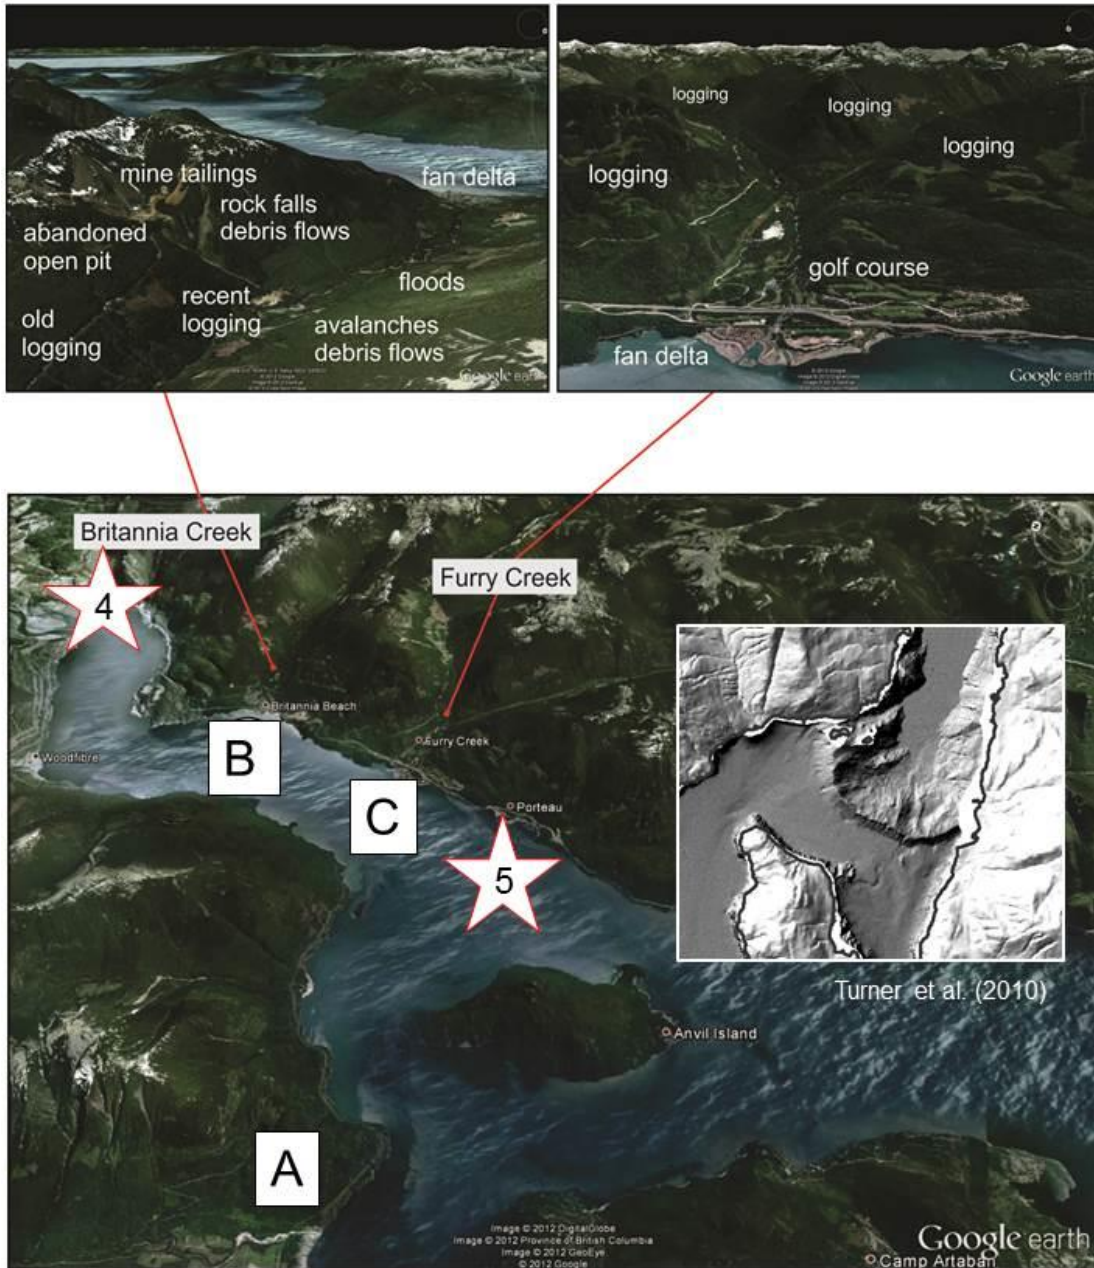 mine tailings
fan delta
rock falls
debris flows
abandoned
open pit
floods
recent
logging
old
logging
avalanches
debris flows
Google earth
logging
logging
logging
logging
golf course
fan delta
Google earth
Britannia Creek
4
Furry Creek
Britannia Beach
Furry Creek
Woodfibre
B
C
Porteau
5
Turner et al. (2010)
Anvil Island
A
Image © 2012 DigitalGlobe
Image © 2012 Province of British Columbia
Image © 2012 GeoEye
© 2012 Google
Google earth
Camp Artaban